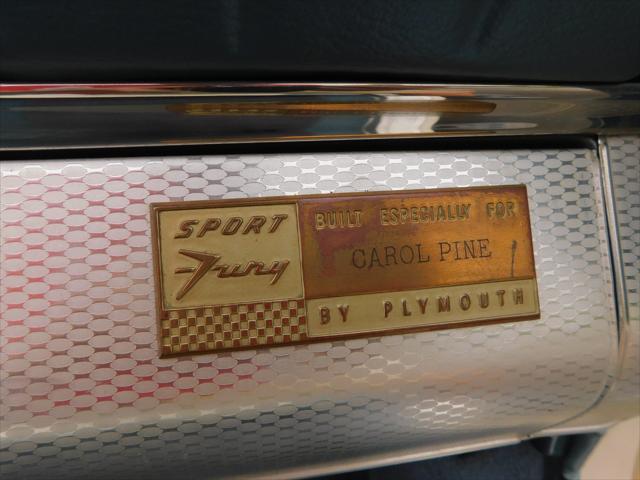 SPORT
Fury
BUILT ESPECIALLY FOR
CAROL PINE
BY PLYMOUTH